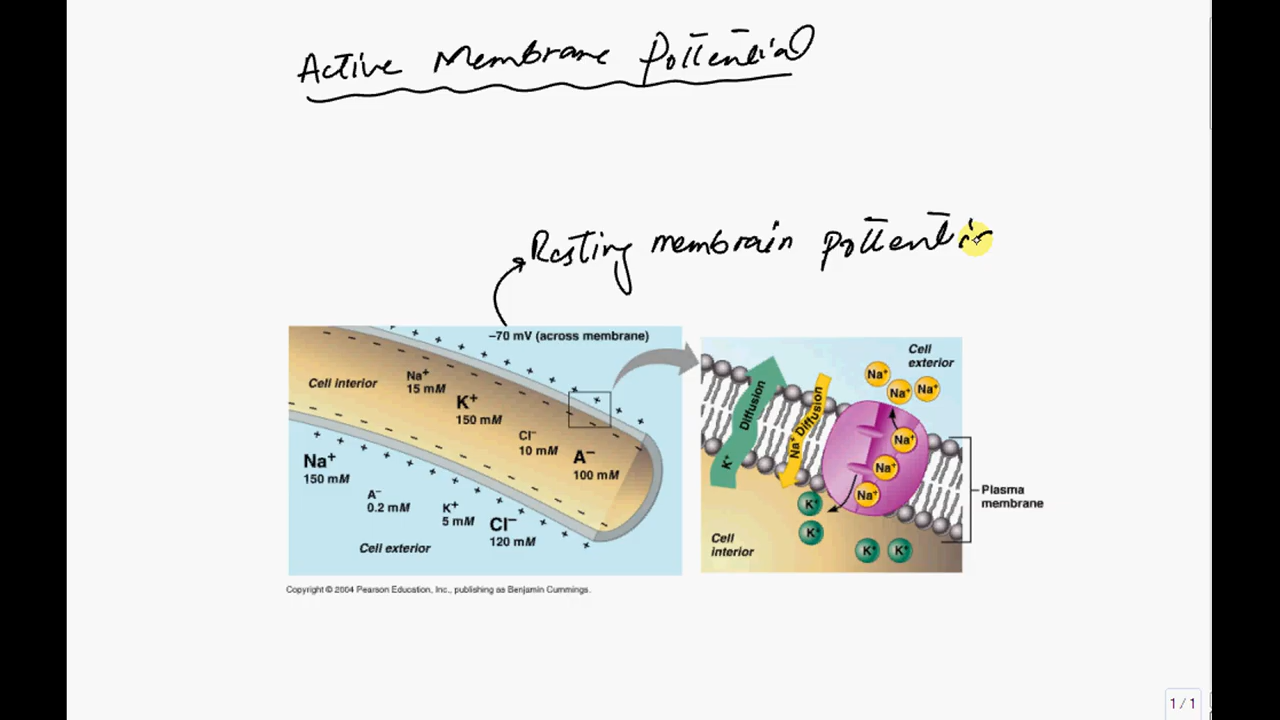 Active Membrane Pottential
Resting membrain pottentia
-70 mV (across membrane)
Cell interior
Na+
15 mM
K+
150 mM
Cl-
10 mM
A-
100 mM
Na+
150 mM
A-
0.2 mM
K+
5 mM
Cl-
120 mM
Cell exterior
Cell
exterior
Na+
Na+
Na+
K+ Diffusion
Na+ Diffusion
Na+
Na+
Na+
K+
K+
K+
K+
Cell
interior
Plasma
membrane
Copyright © 2004 Pearson Education, Inc., publishing as Benjamin Cummings.
1/1